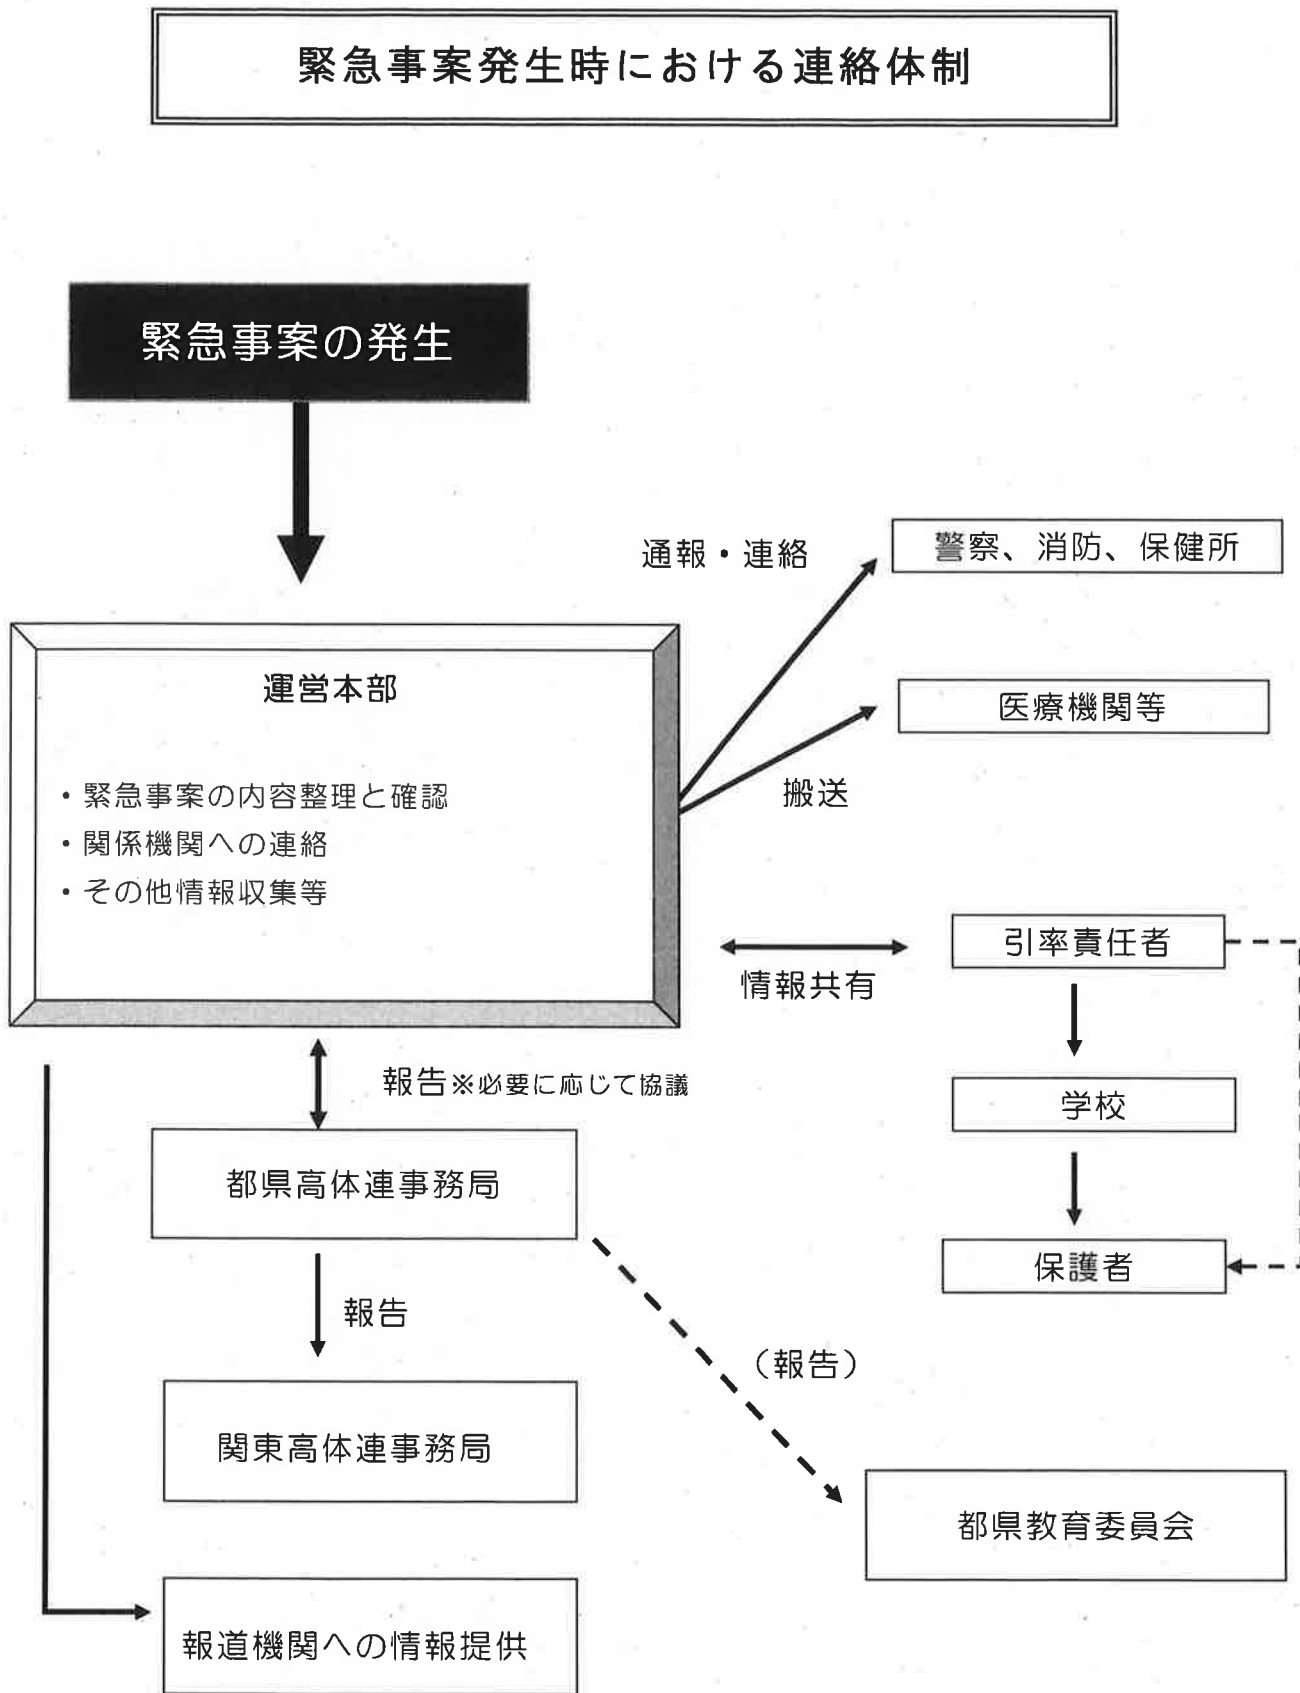 緊急事案発生時における連絡体制
緊急事案の発生
通報・連絡
警察、消防、保健所
運営本部
・緊急事案の内容整理と確認
・関係機関への連絡
・その他情報収集等
医療機関等
搬送
引率責任者
情報共有
学校
保護者
報告※必要に応じて協議
都県高体連事務局
報告
(報告)
関東高体連事務局
都県教育委員会
報道機関への情報提供